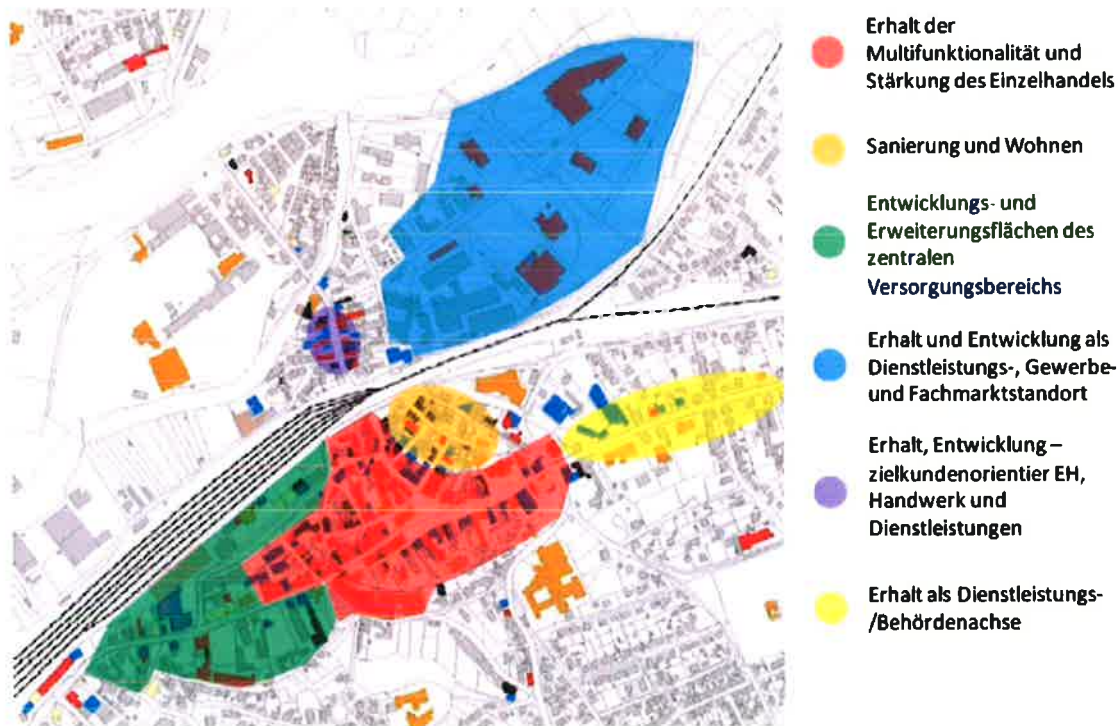 Erhalt der
Multifunktionalität und
Stärkung des Einzelhandels
Sanierung und Wohnen
Entwicklungs- und
Erweiterungsflächen des
zentralen
Versorgungsbereichs
Erhalt und Entwicklung als
Dienstleistungs-, Gewerbe-
und Fachmarktstandort
Erhalt, Entwicklung –
zielkundenorientier EH,
Handwerk und
Dienstleistungen
Erhalt als Dienstleistungs-
/Behördenachse